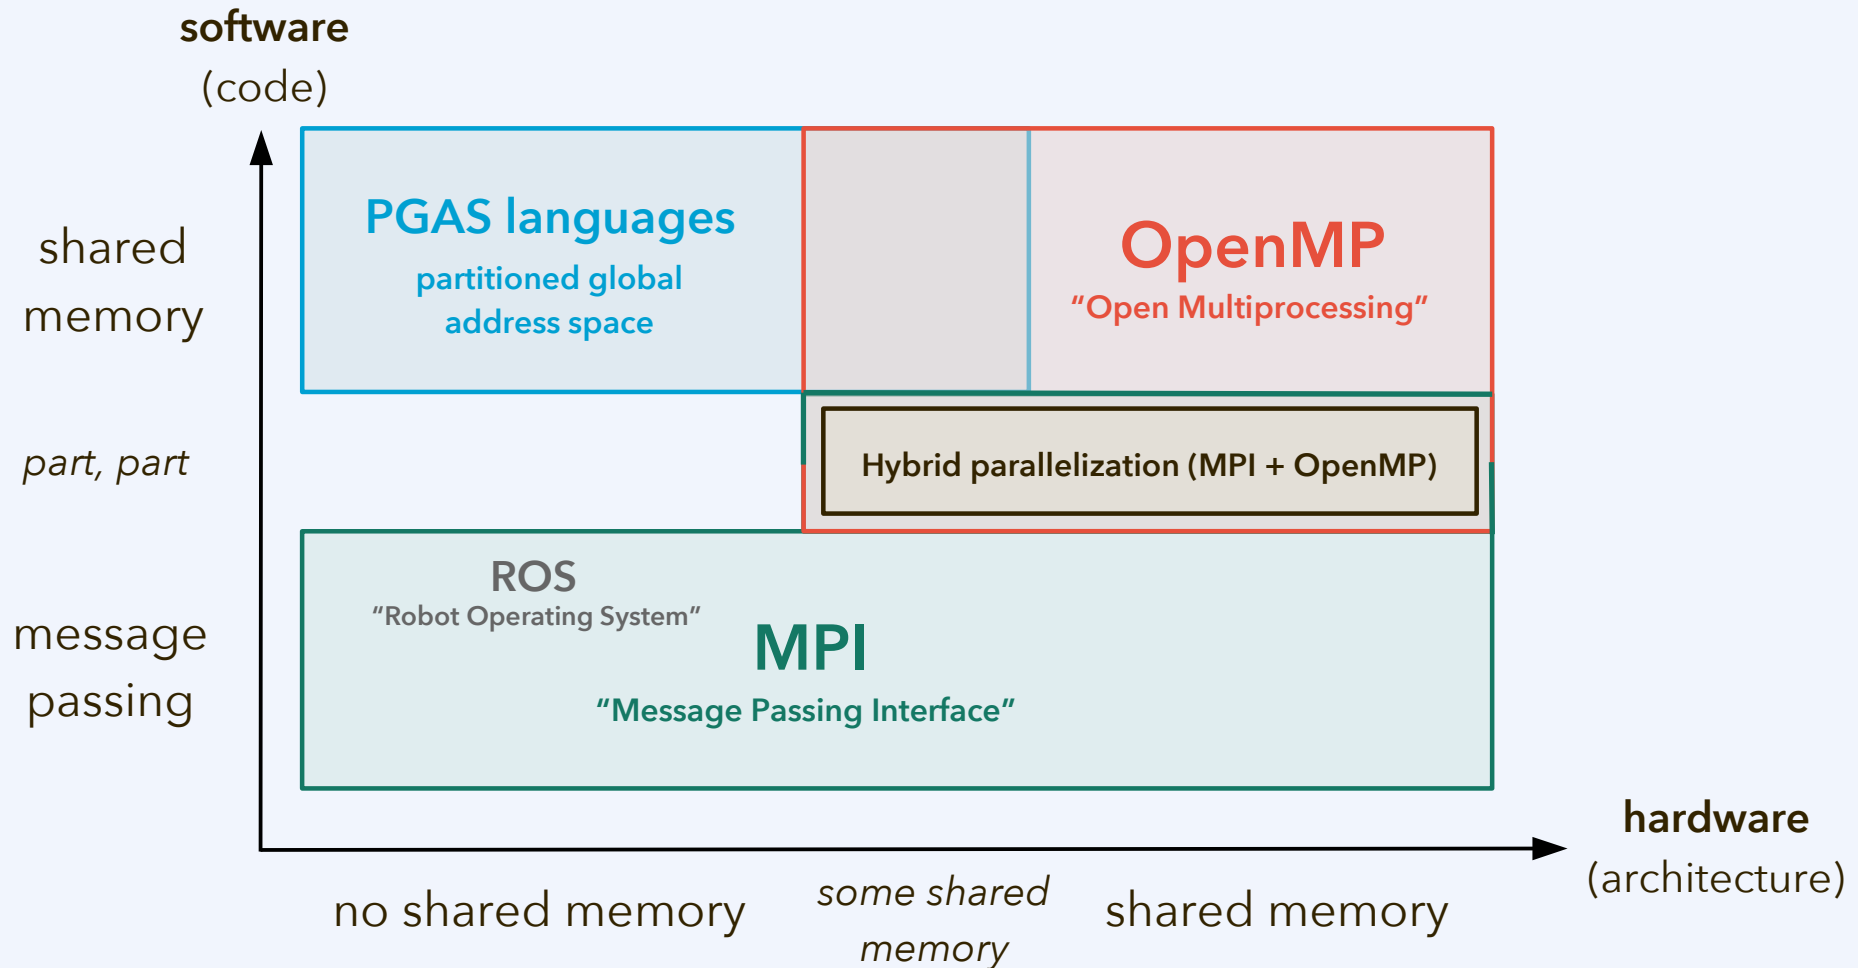 software
(code)
shared
memory
PGAS languages
partitioned global
address space
OpenMP
“Open Multiprocessing”
part, part
Hybrid parallelization (MPI + OpenMP)
message
passing
ROS
“Robot Operating System”
MPI
“Message Passing Interface”
hardware
(architecture)
no shared memory
some shared
memory
shared memory